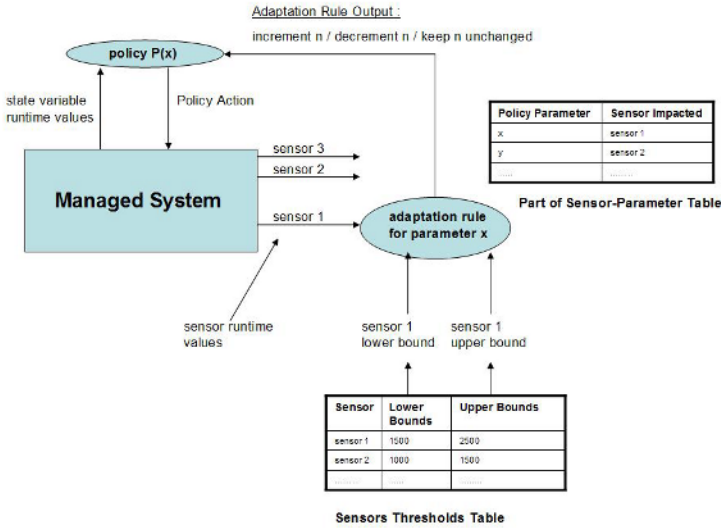 Adaptation Rule Output :
increment n / decrement n / keep n unchanged
policy P(x)
state variable
runtime values
Policy Action
sensor 3
sensor 2
Managed System
sensor 1
adaptation rule
for parameter x
Policy Parameter Sensor Impacted
x sensor 1
y sensor 2
..... ........
Part of Sensor-Parameter Table
sensor runtime
values
sensor 1
lower bound
sensor 1
upper bound
Sensor Lower Bounds Upper Bounds
sensor 1 1500 2500
sensor 2 1000 1500
........ ..... ........
Sensors Thresholds Table